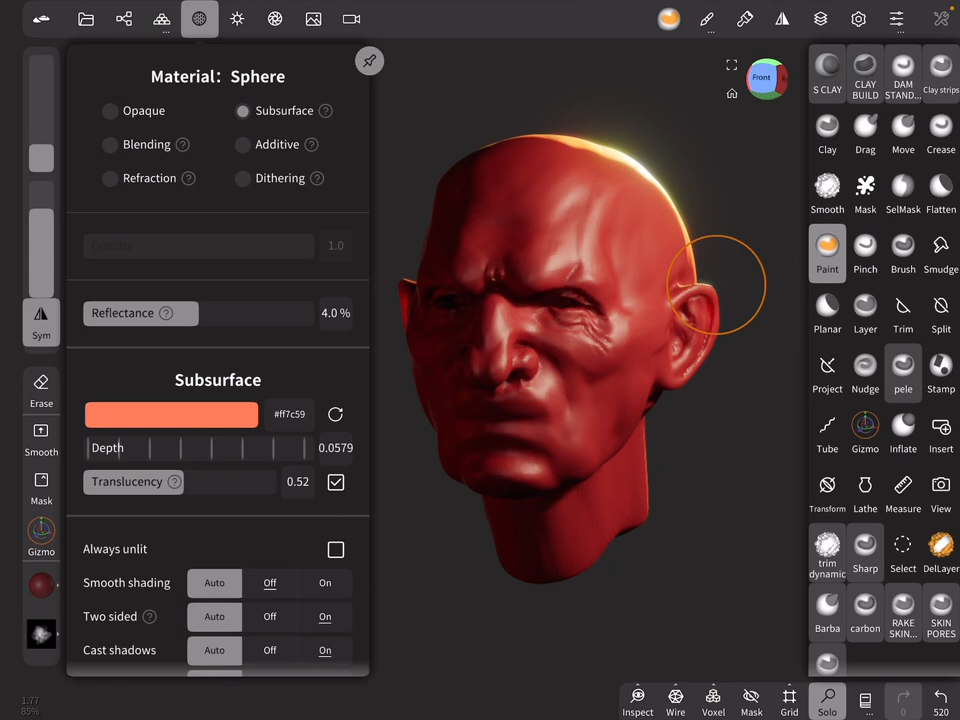 Material: Sphere
Opaque
Subsurface ?
Blending ?
Additive ?
Refraction ?
Dithering ?
Opacity
1.0
Reflectance ?
4.0 %
Subsurface
#ff7c59
Depth
0.0579
Translucency ?
0.52
Always unlit
Smooth shading
Auto
Off
On
Two sided ?
Auto
Off
On
Cast shadows
Auto
Off
On
Sym
Erase
Smooth
Mask
Gizmo
1.77
85%
Front
S CLAY
CLAY BUILD
DAM STAND...
Clay strips
Clay
Drag
Move
Crease
Smooth
Mask
SelMask
Flatten
Paint
Pinch
Brush
Smudge
Planar
Layer
Trim
Split
Project
Nudge
pele
Stamp
Tube
Gizmo
Inflate
Insert
Transform
Lathe
Measure
View
trim dynamic
Sharp
Select
DelLayer
Barba
carbon
RAKE SKIN...
SKIN PORES
Inspect
Wire
Voxel
Mask
Grid
Solo
...
0
520